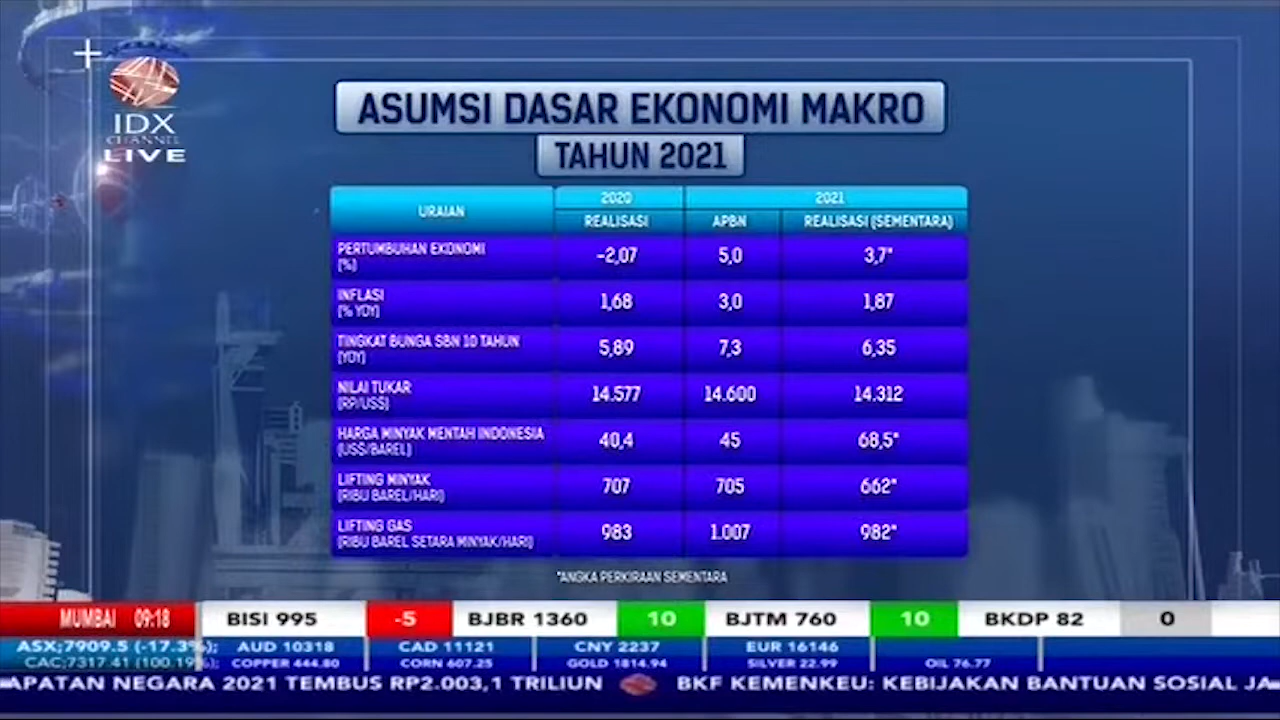 IDX
CHANNEL
LIVE
ASUMSI DASAR EKONOMI MAKRO
TAHUN 2021
URAIAN 2020 2021
REALISASI APBN REALISASI (SEMENTARA)
PERTUMBUHAN EKONOMI
(%) -2,07 5,0 3,7*
INFLASI
(% YOY) 1,68 3,0 1,87
TINGKAT BUNGA SBN 10 TAHUN
(YOY) 5,89 7,3 6,35
NILAI TUKAR
(RP/US$) 14.577 14.600 14.312
HARGA MINYAK MENTAH INDONESIA
(US$/BAREL) 40,4 45 68,5*
LIFTING MINYAK
(RIBU BAREL/HARI) 707 705 662*
LIFTING GAS
(RIBU BAREL SETARA MINYAK/HARI) 983 1.007 982*
*ANGKA PERKIRAAN SEMENTARA
MUMBAI 09:18 BISI 995 -5 BJBR 1360 10 BJTM 760 10 BKDP 82 0
ASX;7909.5 (-17.3%); AUD 10318 CAD 11121 CNY 2237 EUR 16146
CAC;7317.41 (100.19%); COPPER 444.80 CORN 607.25 GOLD 1814.94 SILVER 22.99 OIL 76.77
APATAN NEGARA 2021 TEMBUS RP2.003,1 TRILIUN BKF KEMENKEU: KEBIJAKAN BANTUAN SOSIAL JA